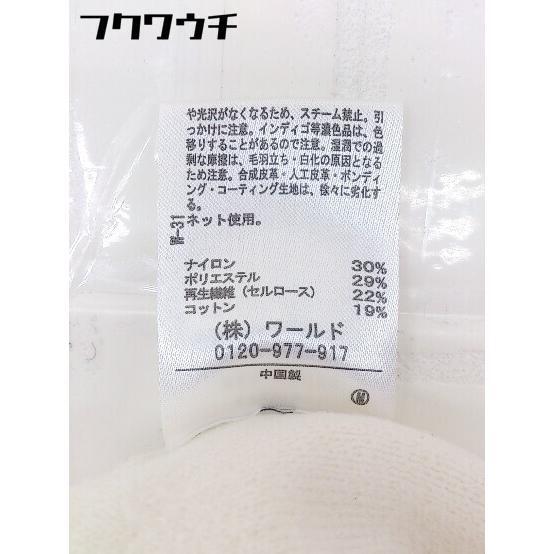 フクワウチ
や光沢がなくなるため、スチーム禁止。引
っかけに注意。インディゴ等濃色品は、色
移りすることがあるので注意。湿潤での過
剰な摩擦は、毛羽立ち・白化の原因となる
ため注意。合成皮革・人工皮革・ボンディ
ング・コーティング生地は、徐々に劣化す
る。
ネット使用。
W-31
ナイロン 30%
ポリエステル 29%
再生繊維（セルロース） 22%
コットン 19%
（株）ワールド
0120-977-917
中国製